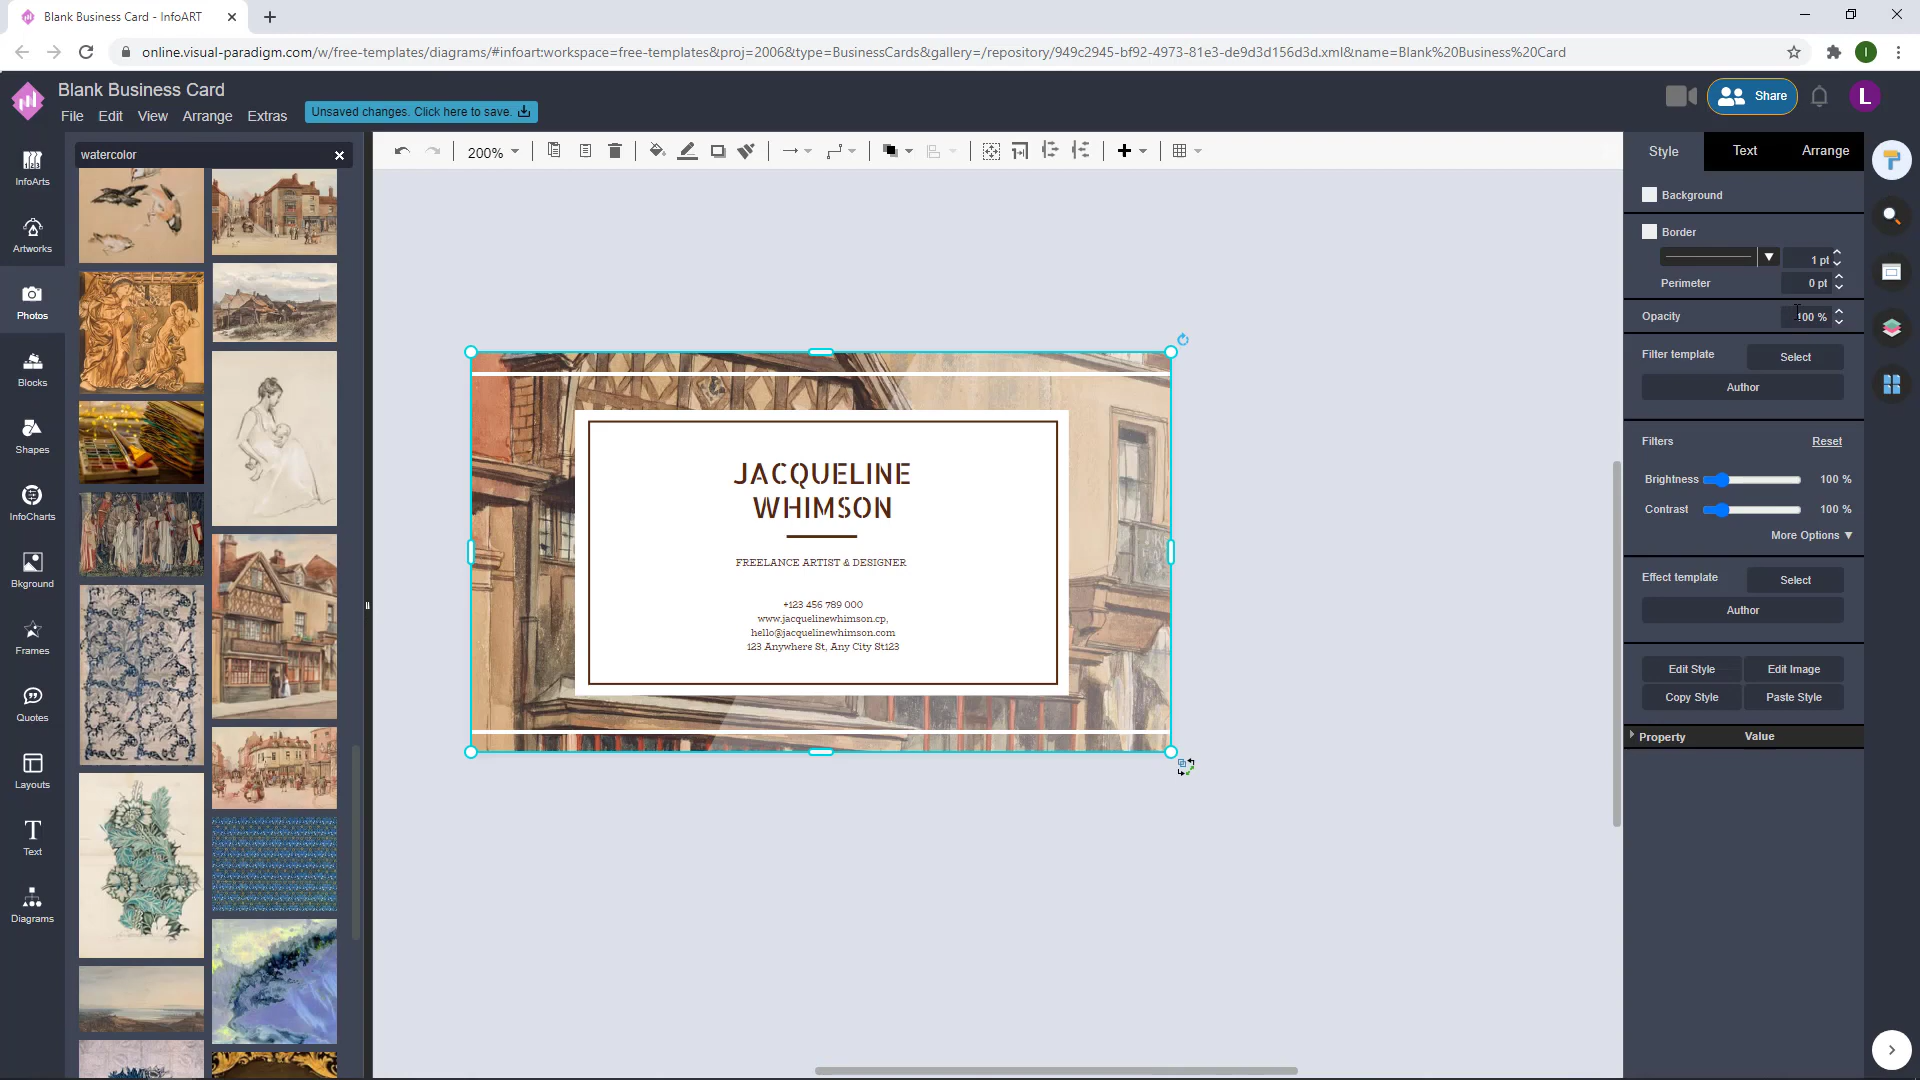 Blank Business Card - InfoART
online.visual-paradigm.com/w/free-templates/diagrams/#infoart:workspace=free-templates&proj=2006&type=BusinessCards&gallery=/repository/949c2945-bf92-4973-81e3-de9d3d156d3d.xml&name=Blank%20Business%20Card
I
Blank Business Card
File Edit View Arrange Extras
Unsaved changes. Click here to save.
Share
L
InfoArts
Artworks
Photos
Blocks
Shapes
InfoCharts
Bkground
Frames
Quotes
Layouts
Text
Diagrams
watercolor
200%
JACQUELINE
WHIMSON
FREELANCE ARTIST & DESIGNER
+123 456 789 000
www.jacquelinewhimson.cp,
hello@jacquelinewhimson.com
123 Anywhere St, Any City St123
Style Text Arrange
Background
Border
1 pt
Perimeter 0 pt
Opacity 100 %
Filter template Select
Author
Filters Reset
Brightness 100 %
Contrast 100 %
More Options ▼
Effect template Select
Author
Edit Style Edit Image
Copy Style Paste Style
Property Value